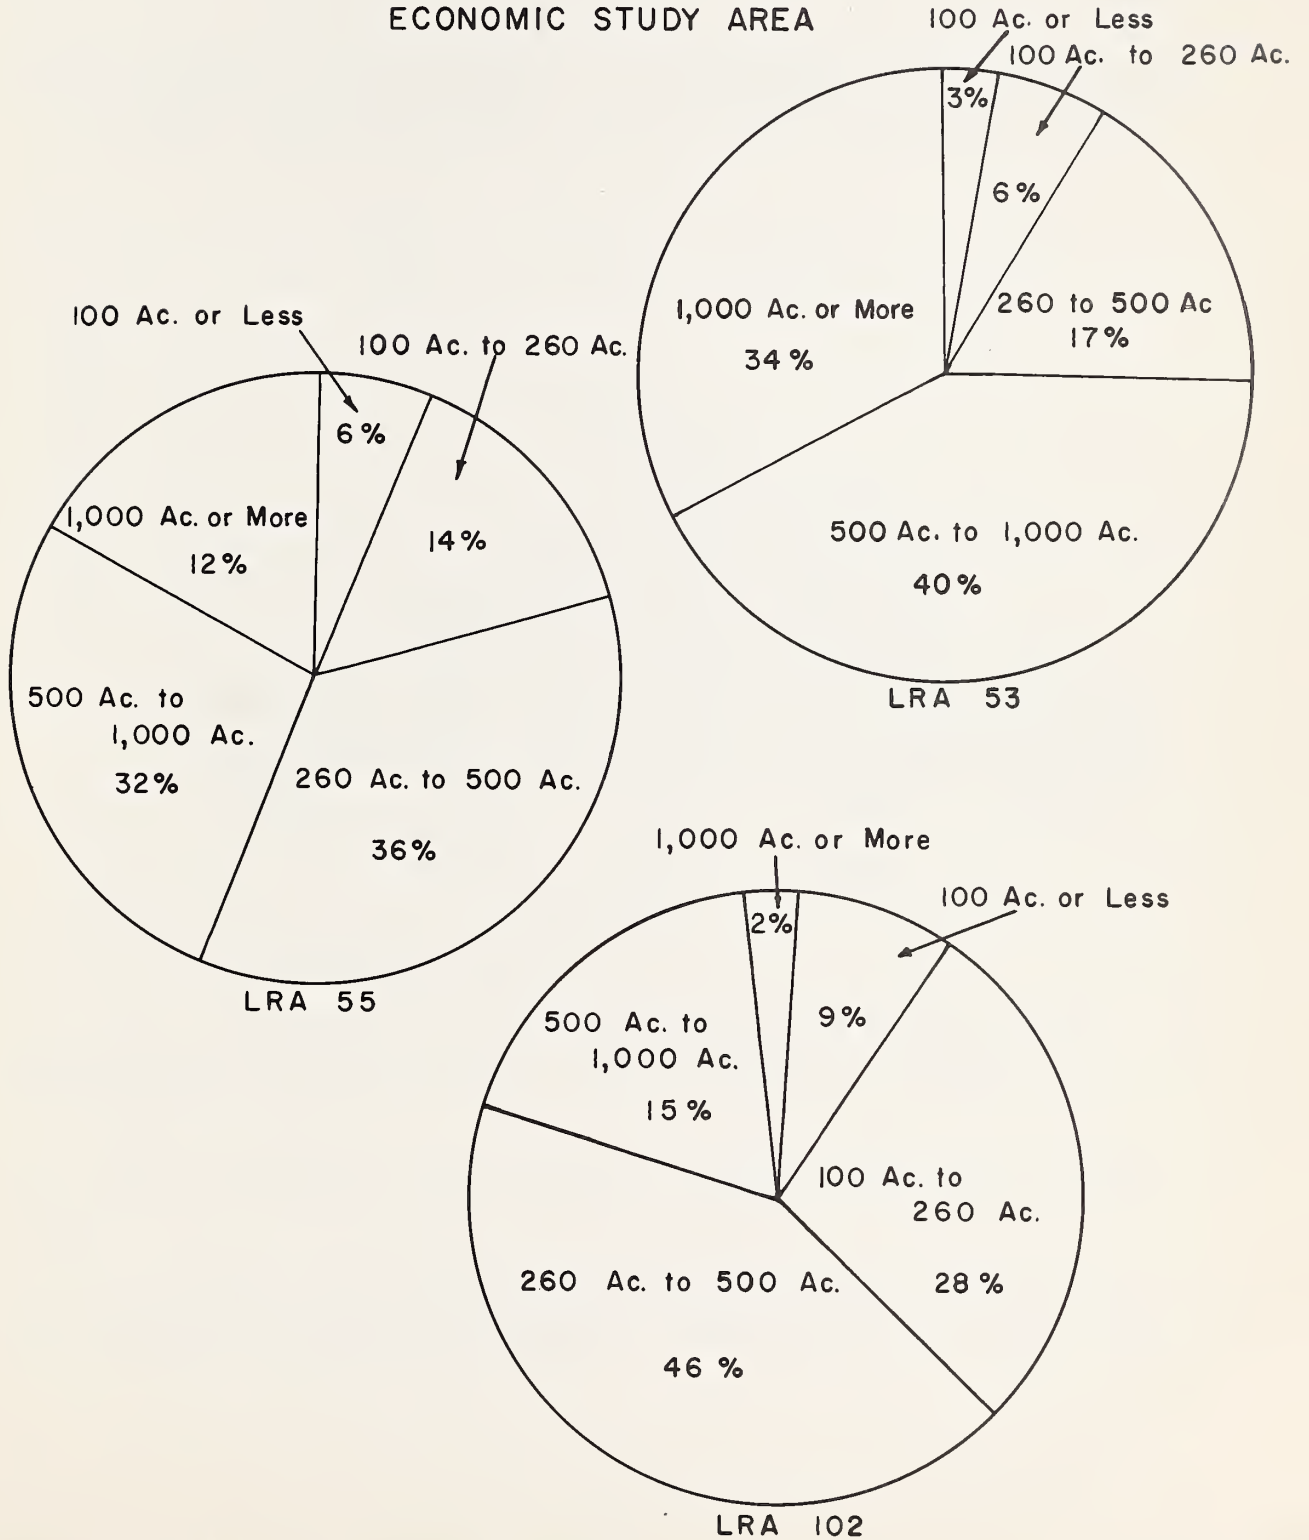 ECONOMIC STUDY AREA
100 Ac. or Less
100 Ac. to 260 Ac.
3%
6%
260 to 500 Ac
17%
1,000 Ac. or More
34%
500 Ac. to 1,000 Ac.
40%
LRA 53
100 Ac. or Less
100 Ac. to 260 Ac.
6%
14%
1,000 Ac. or More
12%
500 Ac. to
1,000 Ac.
32%
260 Ac. to 500 Ac.
36%
LRA 55
1,000 Ac. or More
100 Ac. or Less
2%
9%
500 Ac. to
1,000 Ac.
15%
100 Ac. to
260 Ac.
28%
260 Ac. to 500 Ac.
46%
LRA 102